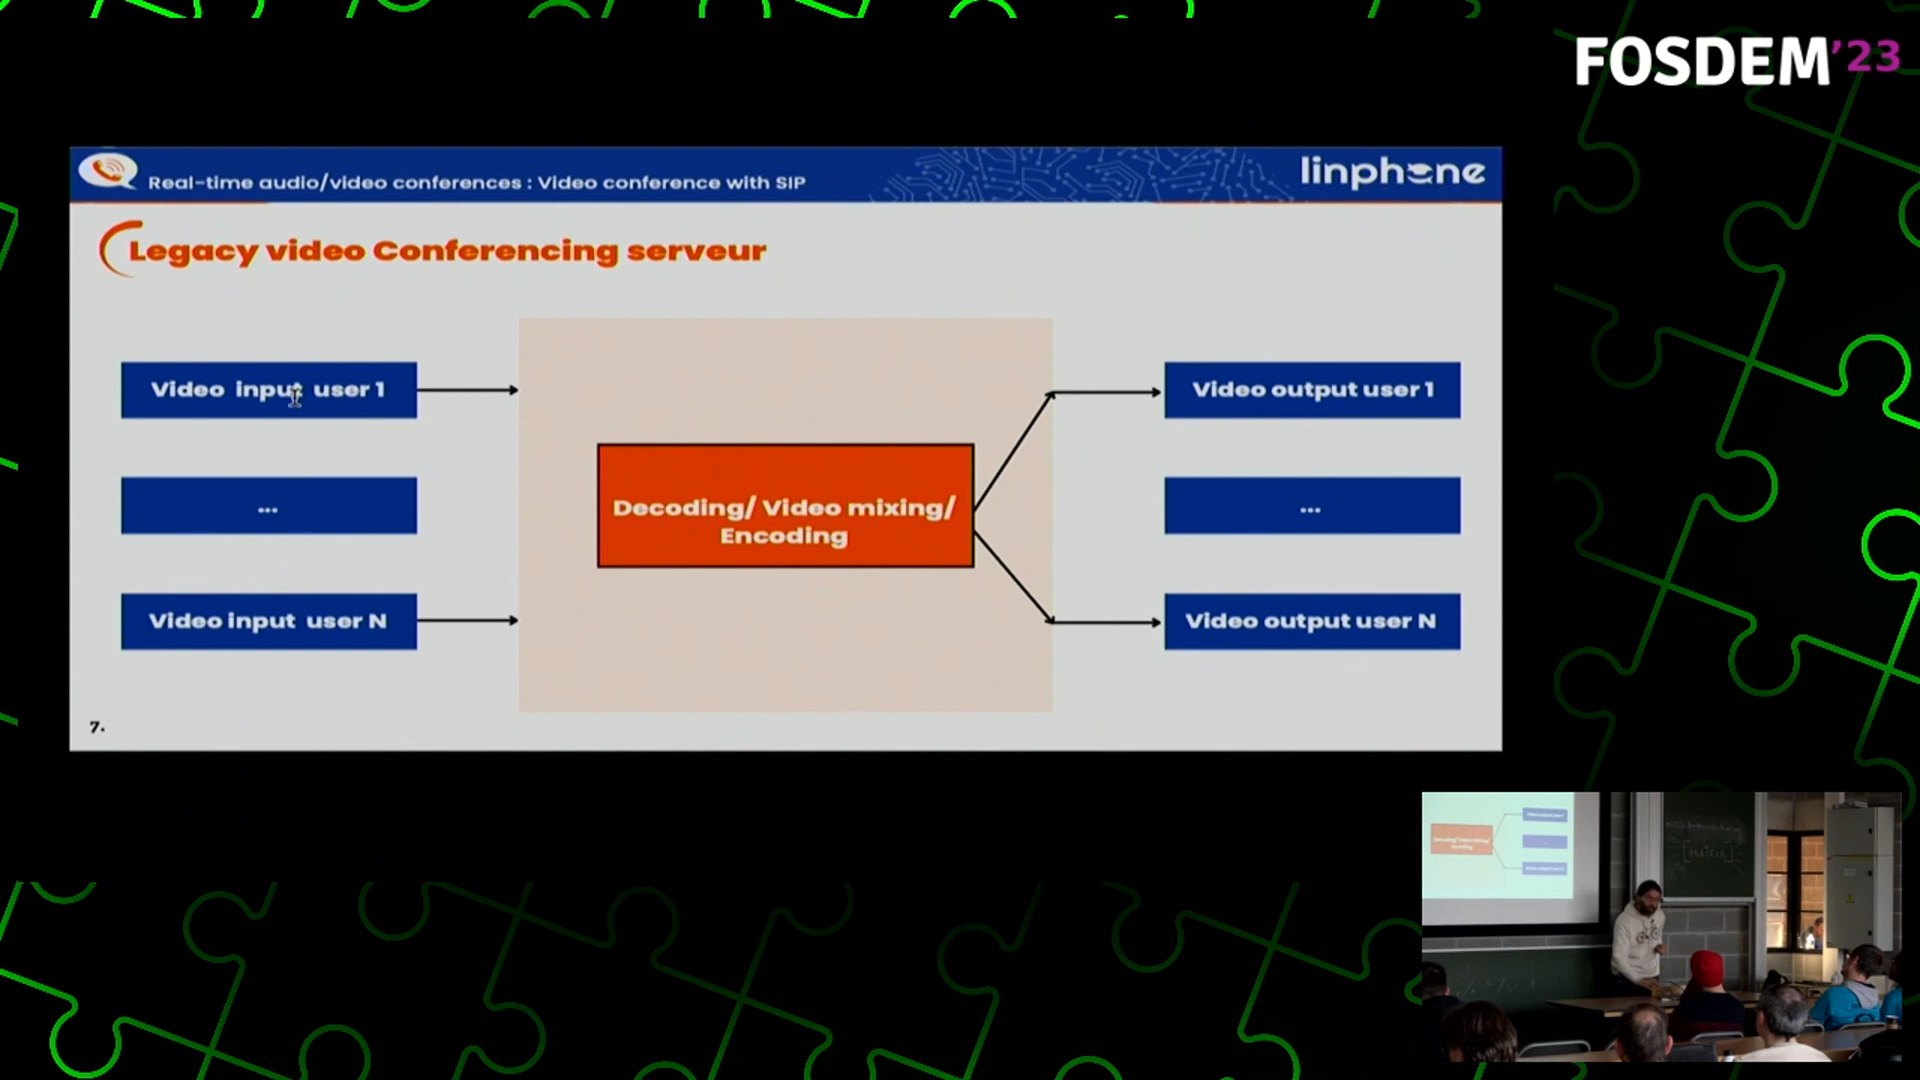 FOSDEM'23
Real-time audio/video conferences : Video conference with SIP
linphone
Legacy video Conferencing serveur
Video input user 1
Video output user 1
...
Decoding/ Video mixing/
Encoding
...
Video input user N
Video output user N
7.
[MATRIX]